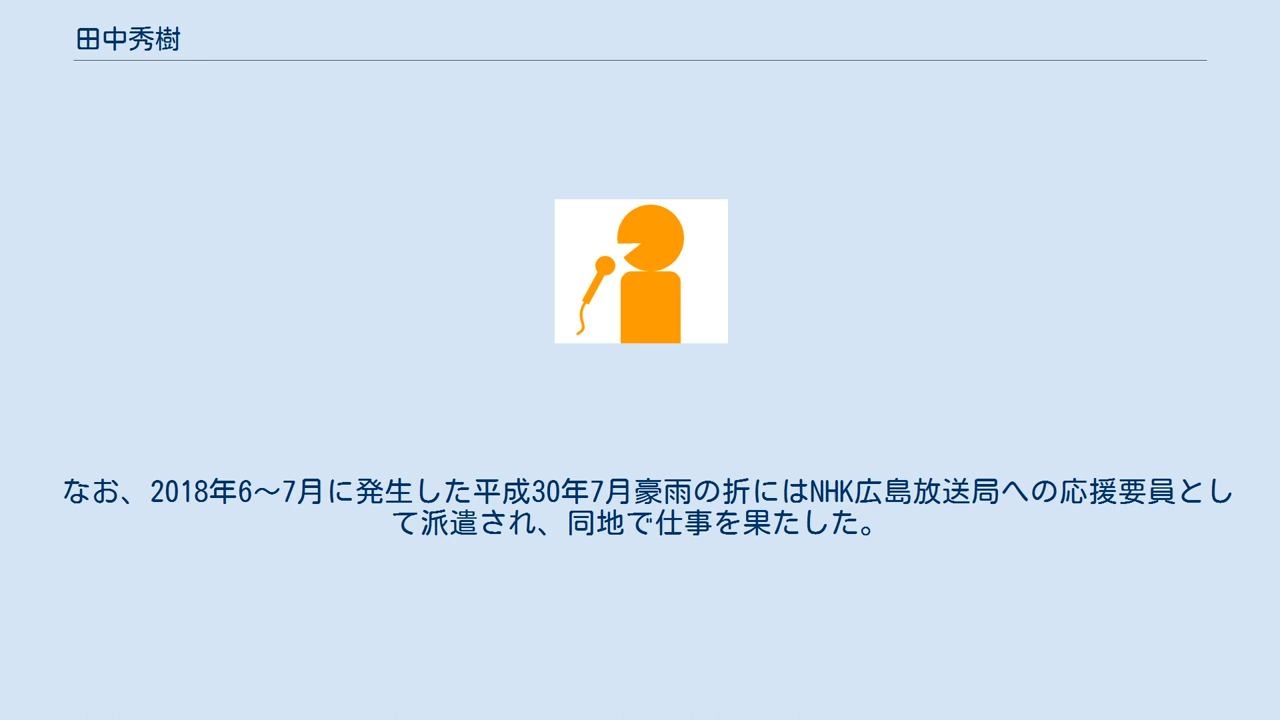 田中秀樹
なお、2018年6〜7月に発生した平成30年7月豪雨の折にはNHK広島放送局への応援要員とし
て派遣され、同地で仕事を果たした。